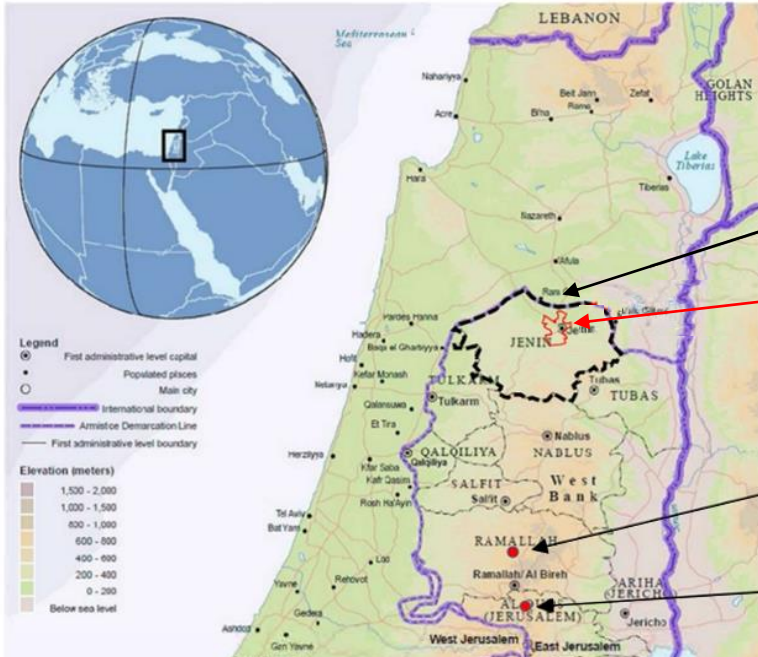 LEBANON
Mediterranean
Sea
Nahariyya
GOLAN
HEIGHTS
Beit Jann
Zefat
Rama
Acre
Bi'na
Lake
Tiberias
Tiberias
Nazareth
'Afula
Pardes Hanna
Hadera
Baqa el Gharbiyya
JENIN
Hofit
Kefar Monash
Netanya
TULKARM
Tulkarm
Tubas
TUBAS
Qalansuwa
Et Tira
Nablus
NABLUS
QALQILIYA
Qalqiliya
Herzliyya
Kfar Saba
Kafr Qasim
Rosh Ha'Ayin
SALFIT
Salfit
West
Bank
Tel Aviv
Bat Yam
RAMALLAH
Lod
Ramallah/ Al Bireh
ARIHA
(JERICHO)
Yavne
Rehovot
(JERUSALEM)
Jericho
Gedera
Ashdod
Gan Yavne
West Jerusalem
East Jerusalem
Legend
First administrative level capital
Populated places
Main city
International boundary
Armistice Demarcation Line
First administrative level boundary
Elevation (meters)
1,500 - 2,000
1,000 - 1,500
800 - 1,000
600 - 800
400 - 600
200 - 400
0 - 200
Below sea level